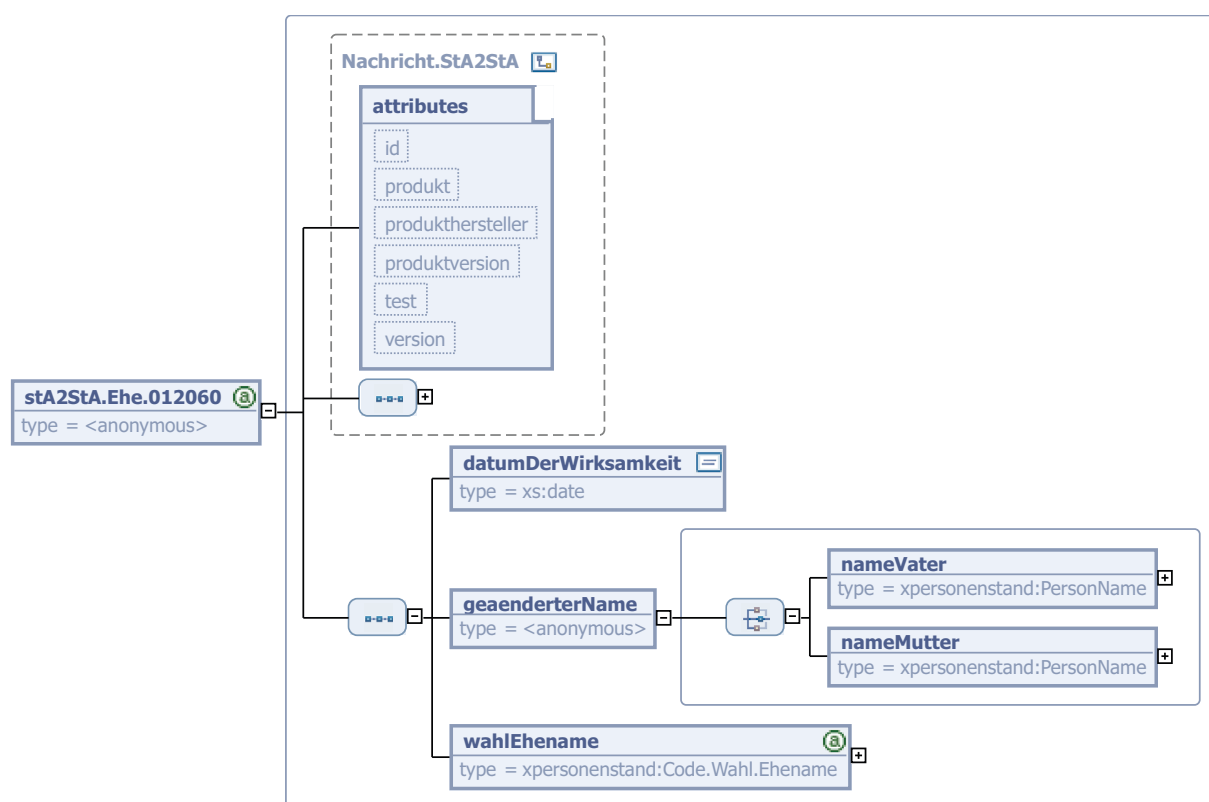 Nachricht.StA2StA
attributes
id
produkt
produkthersteller
produktversion
test
version
stA2StA.Ehe.012060
type = <anonymous>
datumDerWirksamkeit
type = xs:date
geaenderterName
type = <anonymous>
nameVater
type = xpersonenstand:PersonName
nameMutter
type = xpersonenstand:PersonName
wahlEhename
type = xpersonenstand:Code.Wahl.Ehename